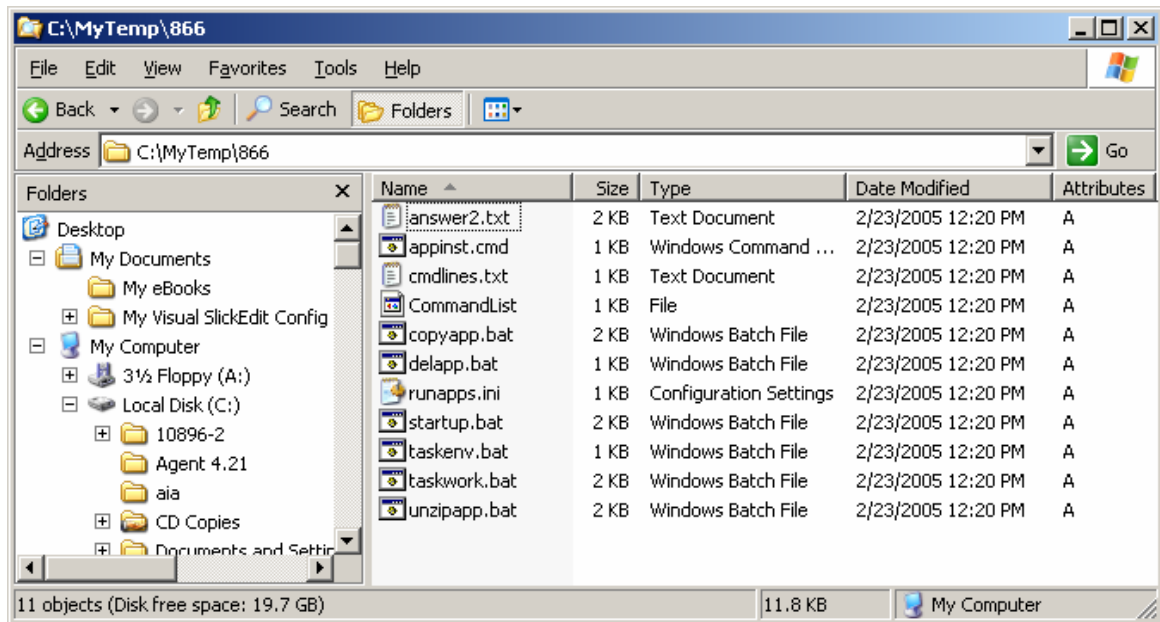 C:\MyTemp\866
File Edit View Favorites Tools Help
Back Search Folders
Address C:\MyTemp\866 Go
Folders x
Desktop
My Documents
My eBooks
My Visual SlickEdit Config
My Computer
3½ Floppy (A:)
Local Disk (C:)
10896-2
Agent 4.21
aia
CD Copies
Documents and Settin
Name Size Type Date Modified Attributes
answer2.txt 2 KB Text Document 2/23/2005 12:20 PM A
appinst.cmd 1 KB Windows Command ... 2/23/2005 12:20 PM A
cmdlines.txt 1 KB Text Document 2/23/2005 12:20 PM A
CommandList 1 KB File 2/23/2005 12:20 PM A
copyapp.bat 2 KB Windows Batch File 2/23/2005 12:20 PM A
delapp.bat 1 KB Windows Batch File 2/23/2005 12:20 PM A
runapps.ini 1 KB Configuration Settings 2/23/2005 12:20 PM A
startup.bat 2 KB Windows Batch File 2/23/2005 12:20 PM A
taskenv.bat 1 KB Windows Batch File 2/23/2005 12:20 PM A
taskwork.bat 2 KB Windows Batch File 2/23/2005 12:20 PM A
unzipapp.bat 2 KB Windows Batch File 2/23/2005 12:20 PM A
11 objects (Disk free space: 19.7 GB) 11.8 KB My Computer